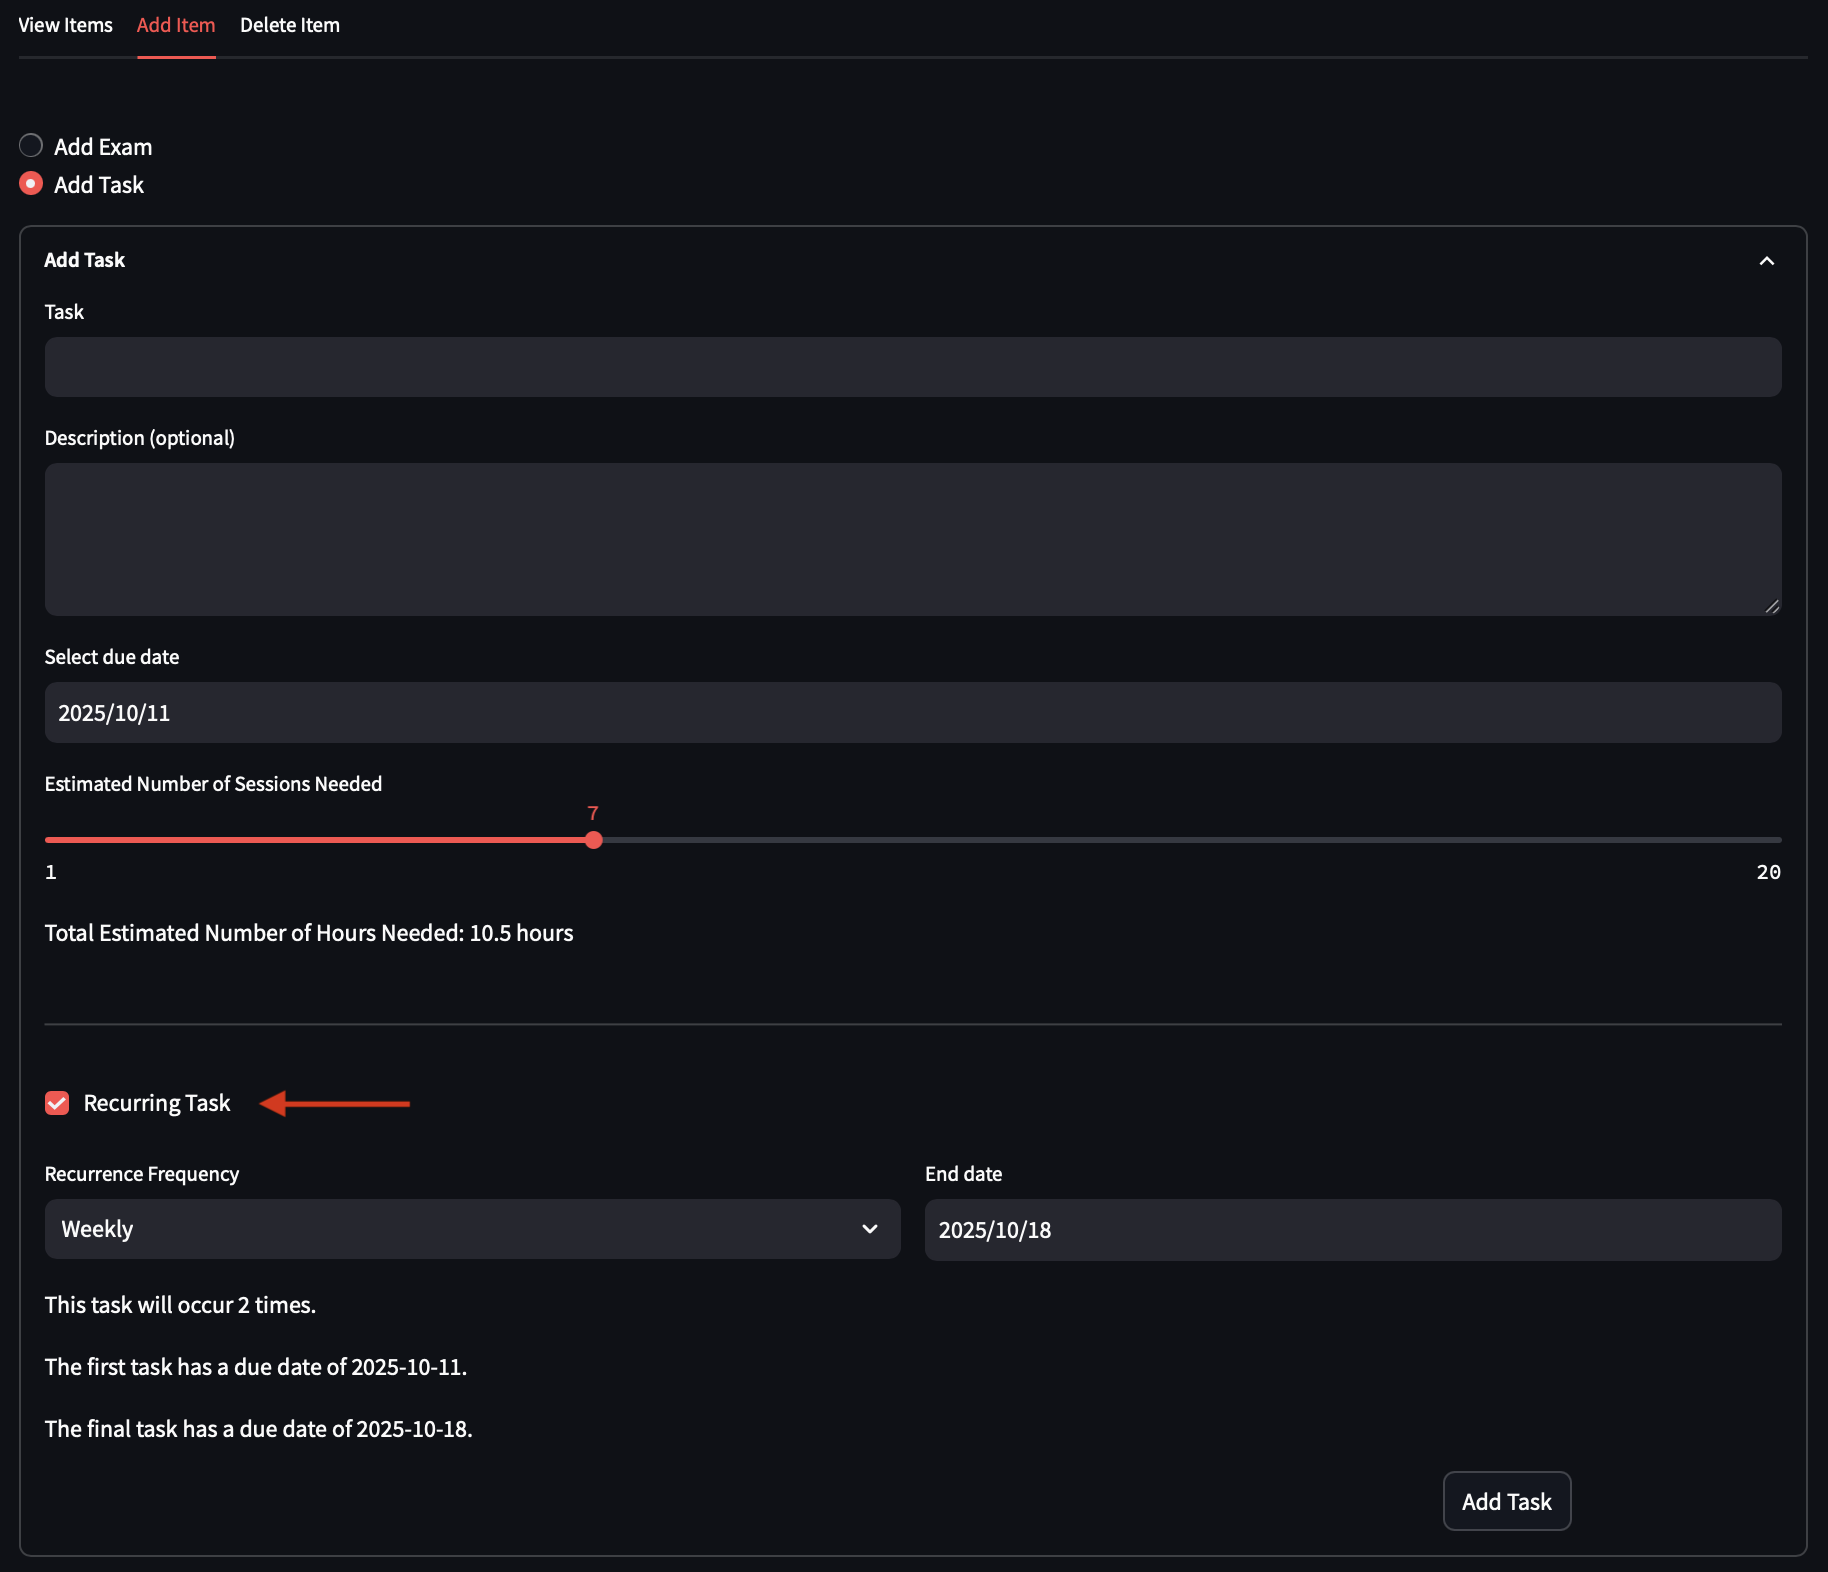 View Items Add Item Delete Item
Add Exam
Add Task
Add Task
Task
Description (optional)
Select due date
2025/10/11
Estimated Number of Sessions Needed
7
1 20
Total Estimated Number of Hours Needed: 10.5 hours
Recurring Task
Recurrence Frequency End date
Weekly 2025/10/18
This task will occur 2 times.
The first task has a due date of 2025-10-11.
The final task has a due date of 2025-10-18.
Add Task